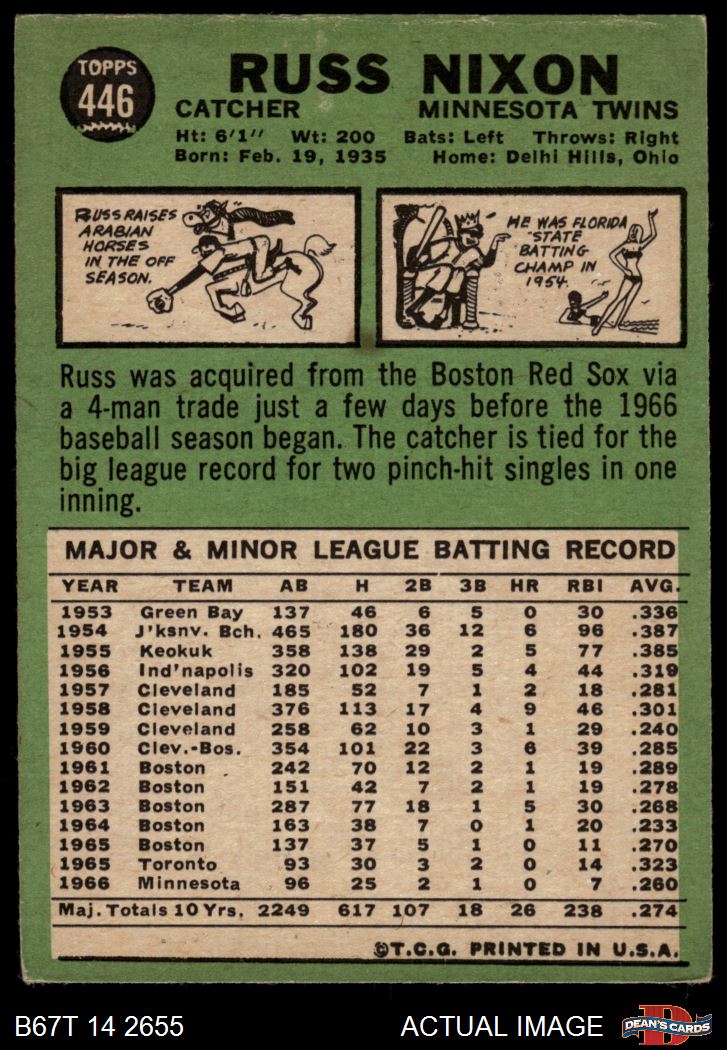 TOPPS
446
RUSS NIXON
CATCHER MINNESOTA TWINS
Ht: 6'1" Wt: 200 Bats: Left Throws: Right
Born: Feb. 19, 1935 Home: Delhi Hills, Ohio
RUSS RAISES
ARABIAN
HORSES
IN THE OFF
SEASON.
HE WAS FLORIDA
STATE
BATTING
CHAMP IN
1954.
Russ was acquired from the Boston Red Sox via
a 4-man trade just a few days before the 1966
baseball season began. The catcher is tied for the
big league record for two pinch-hit singles in one
inning.
MAJOR & MINOR LEAGUE BATTING RECORD
YEAR TEAM AB H 2B 3B HR RBI AVG.
1953 Green Bay 137 46 6 5 0 30 .336
1954 J'ksnv. Bch. 465 180 36 12 6 96 .387
1955 Keokuk 358 138 29 2 5 77 .385
1956 Ind'napolis 320 102 19 5 4 44 .319
1957 Cleveland 185 52 7 1 2 18 .281
1958 Cleveland 376 113 17 4 9 46 .301
1959 Cleveland 258 62 10 3 1 29 .240
1960 Clev.-Bos. 354 101 22 3 6 39 .285
1961 Boston 242 70 12 2 1 19 .289
1962 Boston 151 42 7 2 1 19 .278
1963 Boston 287 77 18 1 5 30 .268
1964 Boston 163 38 7 0 1 20 .233
1965 Boston 137 37 5 1 0 11 .270
1965 Toronto 93 30 3 2 0 14 .323
1966 Minnesota 96 25 2 1 0 7 .260
Maj. Totals 10 Yrs. 2249 617 107 18 26 238 .274
©T.C.G. PRINTED IN U.S.A.
B67T 14 2655 ACTUAL IMAGE
D
DEAN'S CARDS